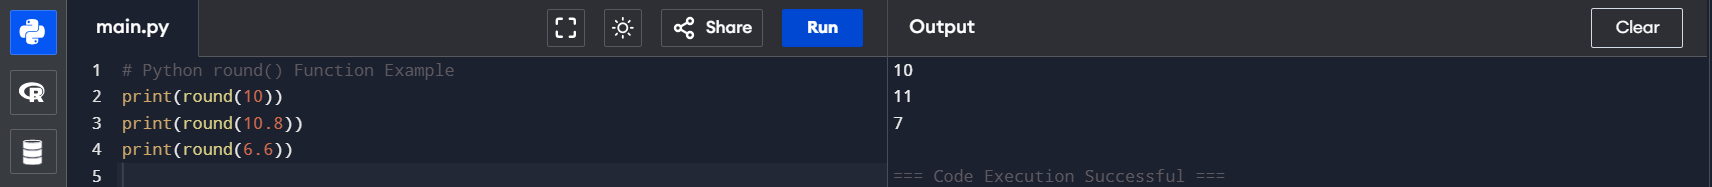 main.py
Share
Run
Output
Clear
1 # Python round() Function Example
2 print(round(10))
3 print(round(10.8))
4 print(round(6.6))
5
10
11
7
=== Code Execution Successful ===